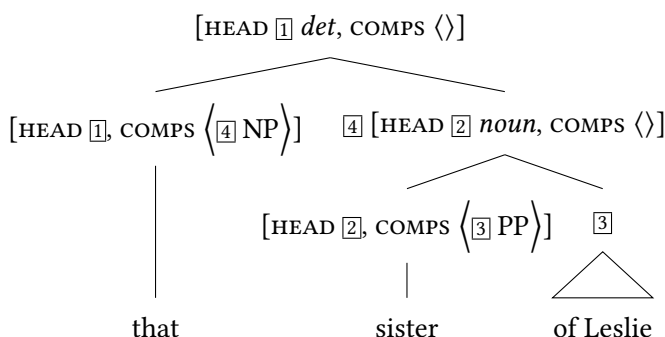 [HEAD 1 det, COMPS ⟨⟩]
[HEAD 1, COMPS ⟨4 NP⟩] 4 [HEAD 2 noun, COMPS ⟨⟩]
[HEAD 2, COMPS ⟨3 PP⟩] 3
that sister of Leslie